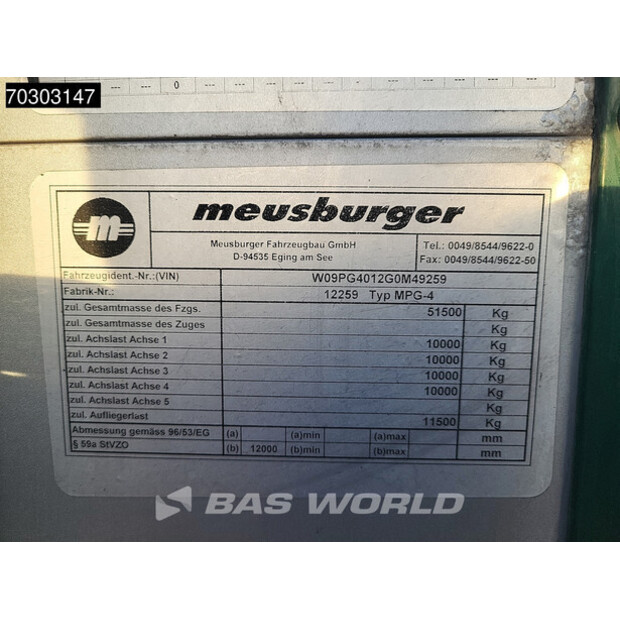 --- --- --- --- 0 --- --- --- ---
70303147
m
meusburger
Meusburger Fahrzeugbau GmbH
D-94535 Eging am See
Tel.: 0049/8544/9622-0
Fax: 0049/8544/9622-50
Fahrzeugident.-Nr.:(VIN) W09PG4012G0M49259
Fabrik-Nr.: 12259 Typ MPG-4
zul. Gesamtmasse des Fzgs. 51500 Kg
zul. Gesamtmasse des Zuges Kg
zul. Achslast Achse 1 10000 Kg
zul. Achslast Achse 2 10000 Kg
zul. Achslast Achse 3 10000 Kg
zul. Achslast Achse 4 10000 Kg
zul. Achslast Achse 5 Kg
zul. Aufliegerlast 11500 Kg
Abmessung gemäss 96/53/EG (a) (a)min (a)max mm
§ 59a StVZO (b) 12000 (b)min (b)max mm
BAS WORLD